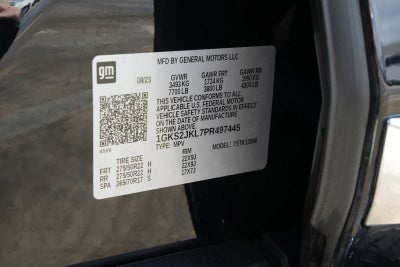 MFD BY GENERAL MOTORS LLC
gm
08/23
GVWR GAWR FRT GAWR RR
3493 KG 1724 KG 1950 KG
7700 LB 3800 LB 4300 LB
THIS VEHICLE CONFORMS TO ALL
APPLICABLE U.S. FEDERAL MOTOR
VEHICLE SAFETY STANDARDS IN EFFECT
ON THE DATE OF MANUFACTURE
SHOWN ABOVE.
1GKS2JKL7PR497445
TYPE: MPV MODEL:
TIRE SIZE RIM
FRT 275/50R22 H 22X9J
RR 275/50R22 H 22X9J
SPA 265/70R17 S 17X7J